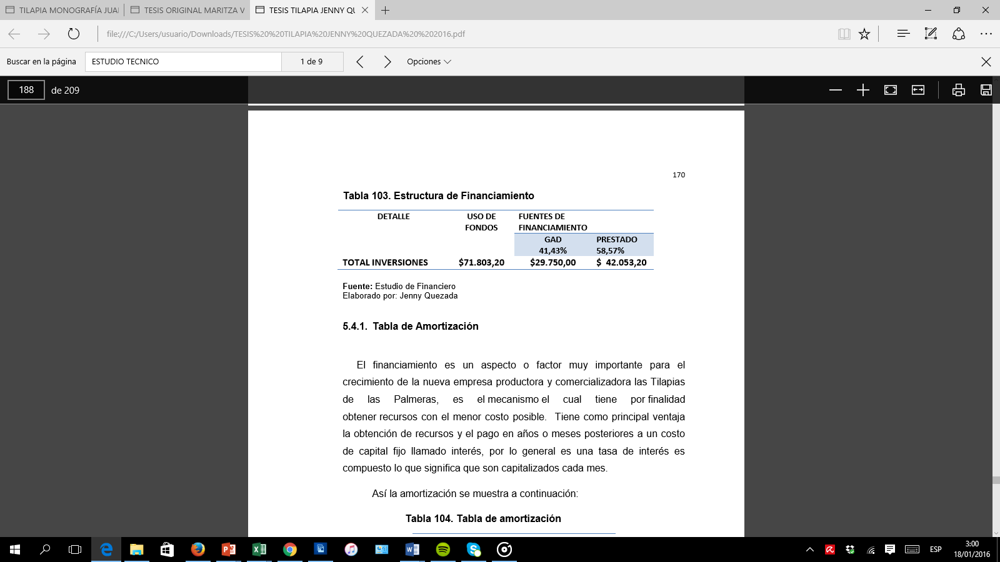 TILAPIA MONOGRAFÍA JUAI
TESIS ORIGINAL MARITZA V
TESIS TILAPIA JENNY QU
file:///C:/Users/usuario/Downloads/TESIS%20%20TILAPIA%20JENNY%20QUEZADA%20%202016.pdf
Buscar en la página
ESTUDIO TECNICO
1 de 9
Opciones
188
de 209
170
Tabla 103. Estructura de Financiamiento
DETALLE USO DE FUENTES DE
FONDOS FINANCIAMIENTO
GAD PRESTADO
41,43% 58,57%
TOTAL INVERSIONES $71.803,20 $29.750,00 $ 42.053,20
Fuente: Estudio de Financiero
Elaborado por: Jenny Quezada
5.4.1. Tabla de Amortización
El financiamiento es un aspecto o factor muy importante para el
crecimiento de la nueva empresa productora y comercializadora las Tilapias
de las Palmeras, es el mecanismo el cual tiene por finalidad
obtener recursos con el menor costo posible. Tiene como principal ventaja
la obtención de recursos y el pago en años o meses posteriores a un costo
de capital fijo llamado interés, por lo general es una tasa de interés es
compuesto lo que significa que son capitalizados cada mes.
Así la amortización se muestra a continuación:
Tabla 104. Tabla de amortización
ESP
3:00
18/01/2016